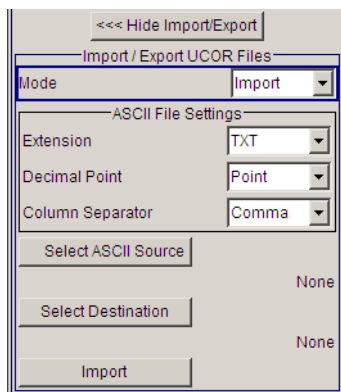 <<< Hide Import/Export
Import / Export UCOR Files
Mode Import
ASCII File Settings
Extension TXT
Decimal Point Point
Column Separator Comma
Select ASCII Source
None
Select Destination
None
Import